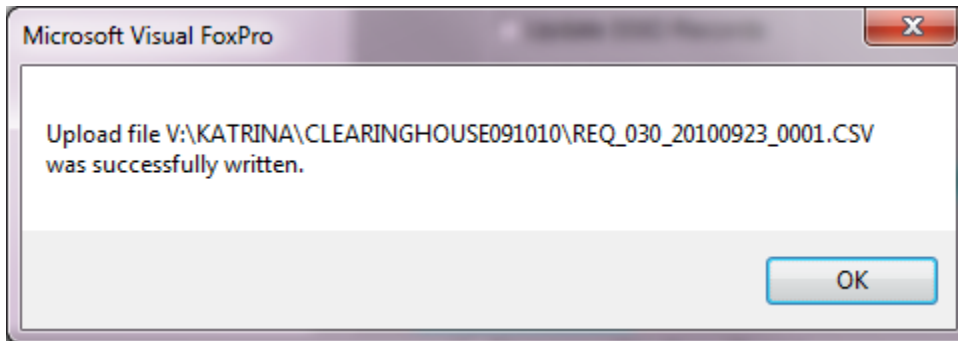 Microsoft Visual FoxPro
Upload file V:\KATRINA\CLEARINGHOUSE091010\REQ_030_20100923_0001.CSV
was successfully written.
OK